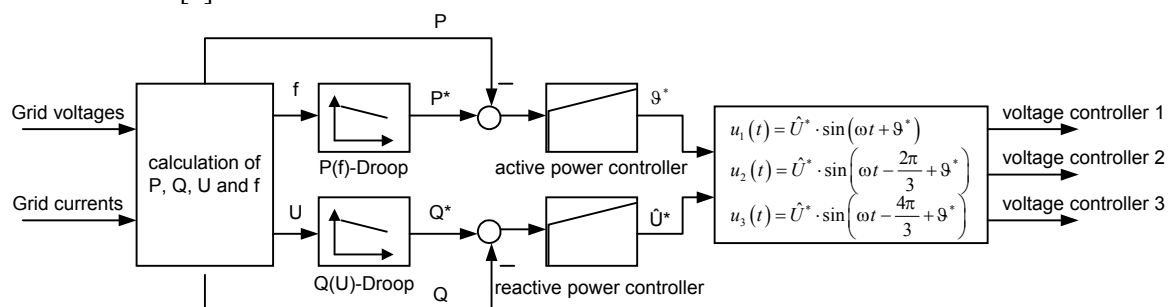 P
Grid voltages
f
P*
ϑ*
voltage controller 1
calculation of
P, Q, U and f
P(f)-Droop
active power controller
u₁(t) = Û* · sin(ωt + ϑ*)
u₂(t) = Û* · sin(ωt − 2π/3 + ϑ*)
u₃(t) = Û* · sin(ωt − 4π/3 + ϑ*)
voltage controller 2
Grid currents
U
Q*
Û*
voltage controller 3
Q(U)-Droop
reactive power controller
Q